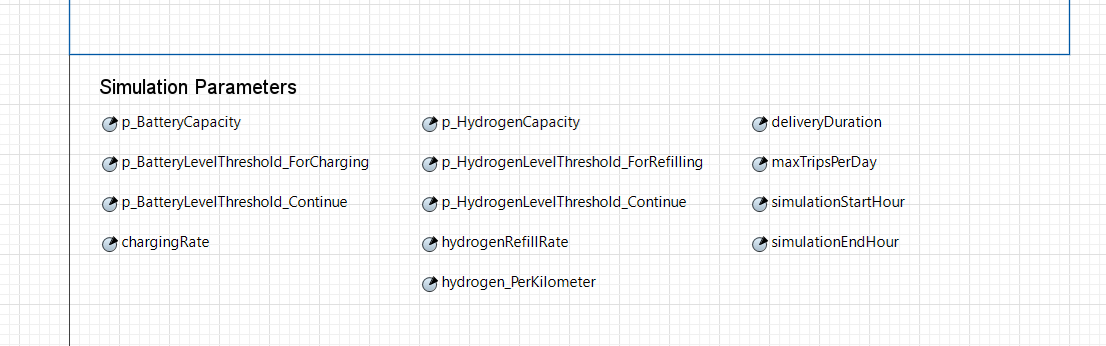 Simulation Parameters
p_BatteryCapacity
p_BatteryLevelThreshold_ForCharging
p_BatteryLevelThreshold_Continue
chargingRate
p_HydrogenCapacity
p_HydrogenLevelThreshold_ForRefilling
p_HydrogenLevelThreshold_Continue
hydrogenRefillRate
hydrogen_PerKilometer
deliveryDuration
maxTripsPerDay
simulationStartHour
simulationEndHour